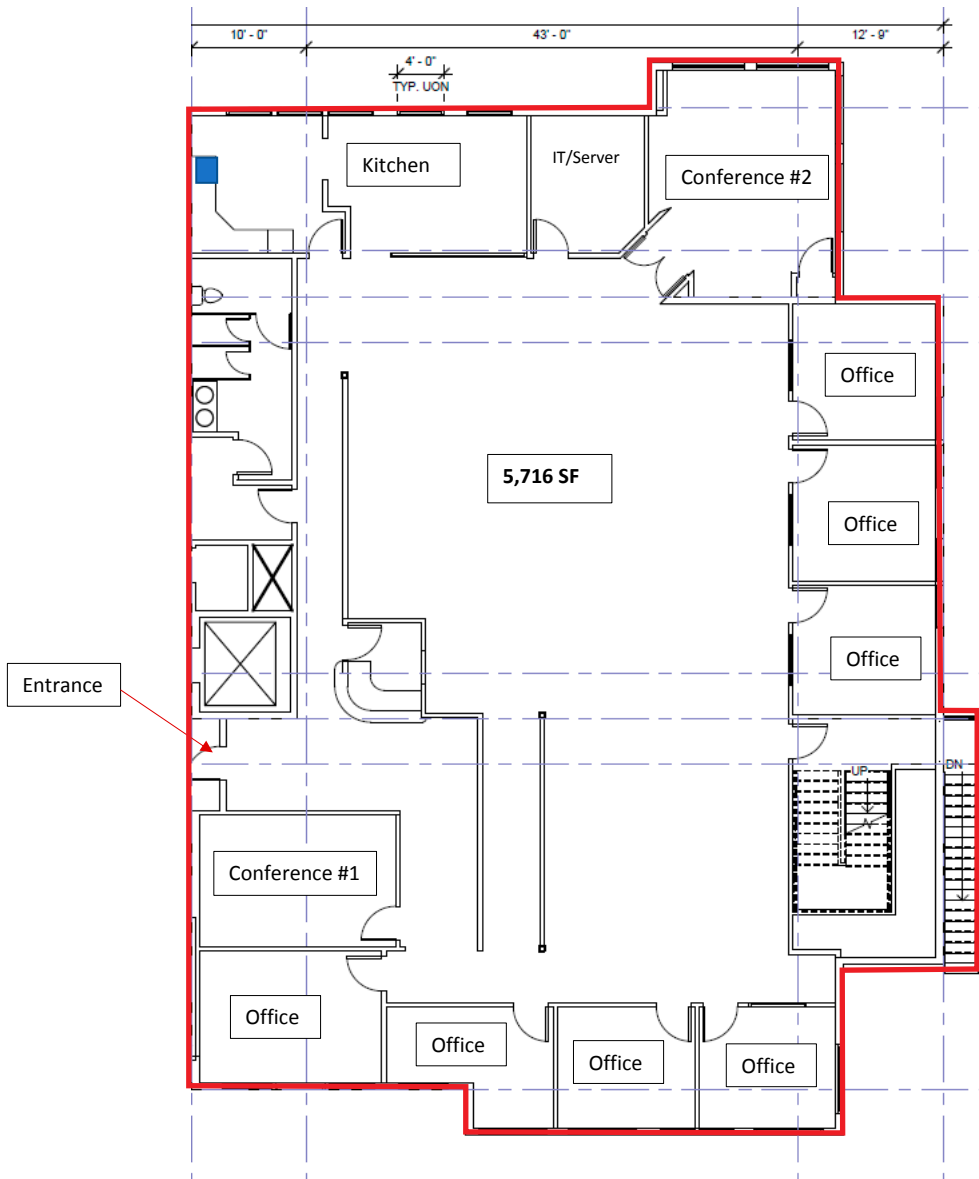 10' - 0"
43' - 0"
12' - 9"
4' - 0"
TYP. UON
Kitchen
IT/Server
Conference #2
Office
5,716 SF
Office
Office
Entrance
UP
DN
Conference #1
Office
Office
Office
Office